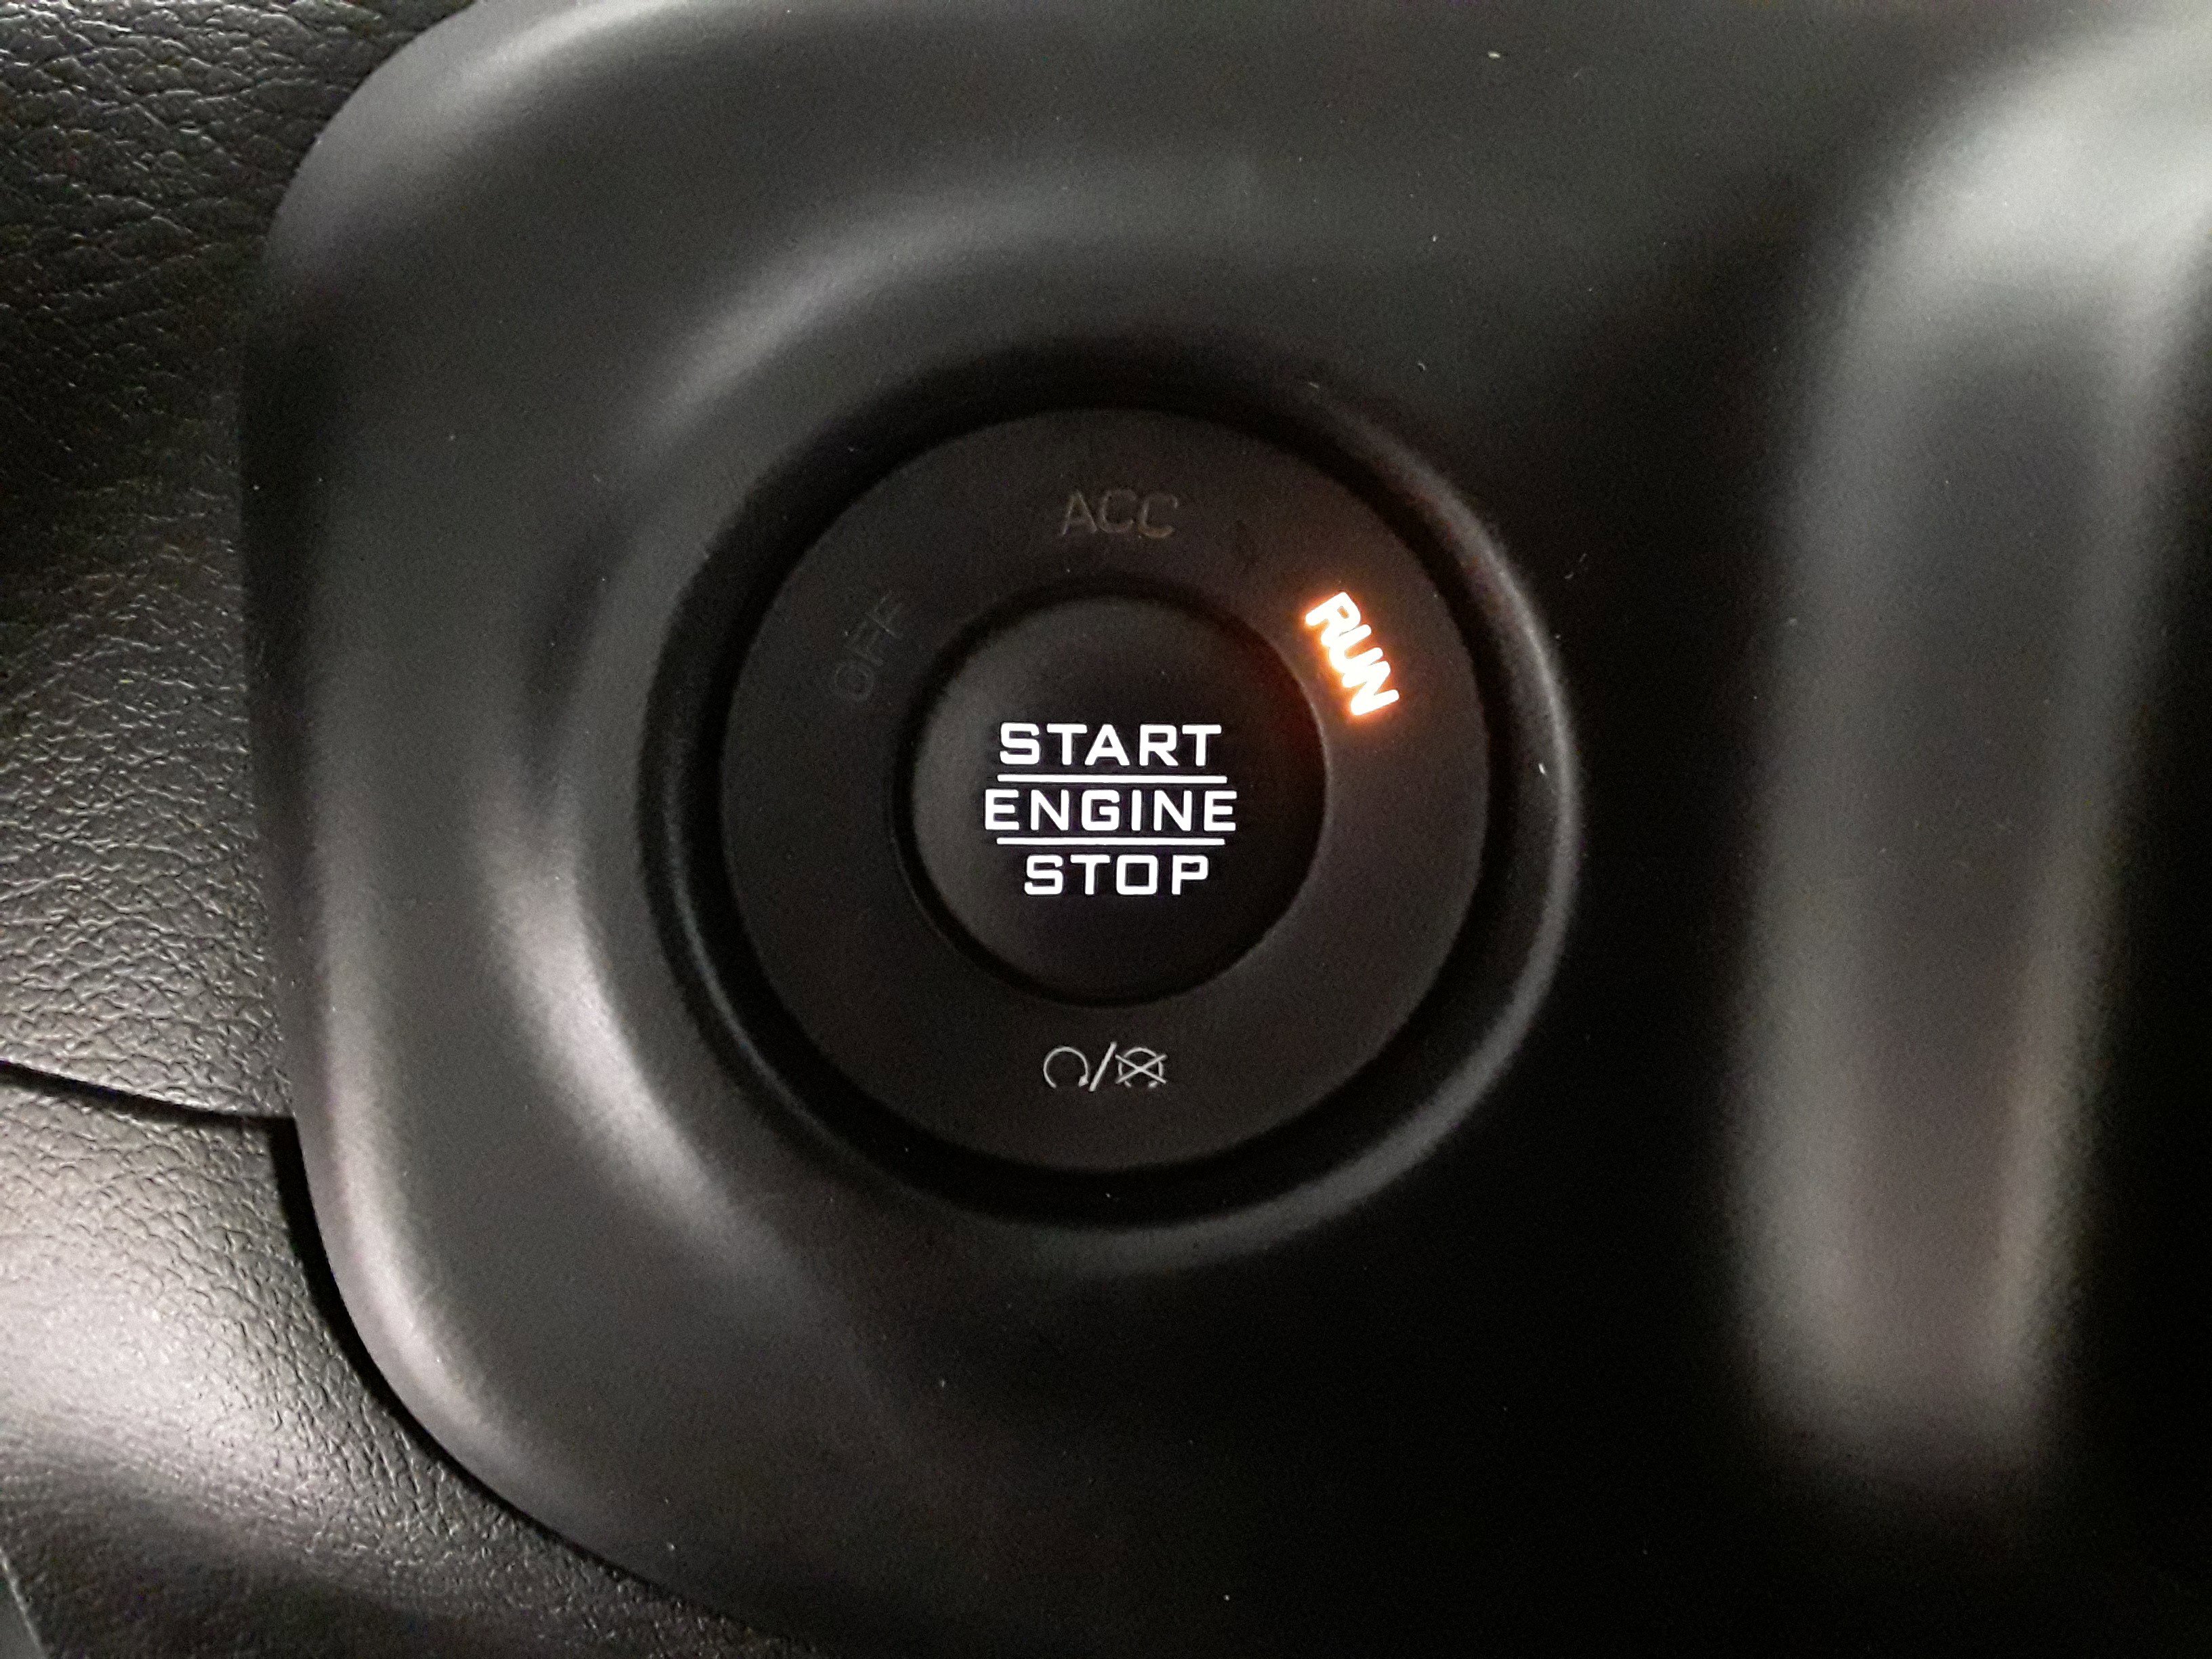 ACC
OFF
RUN
START
ENGINE
STOP